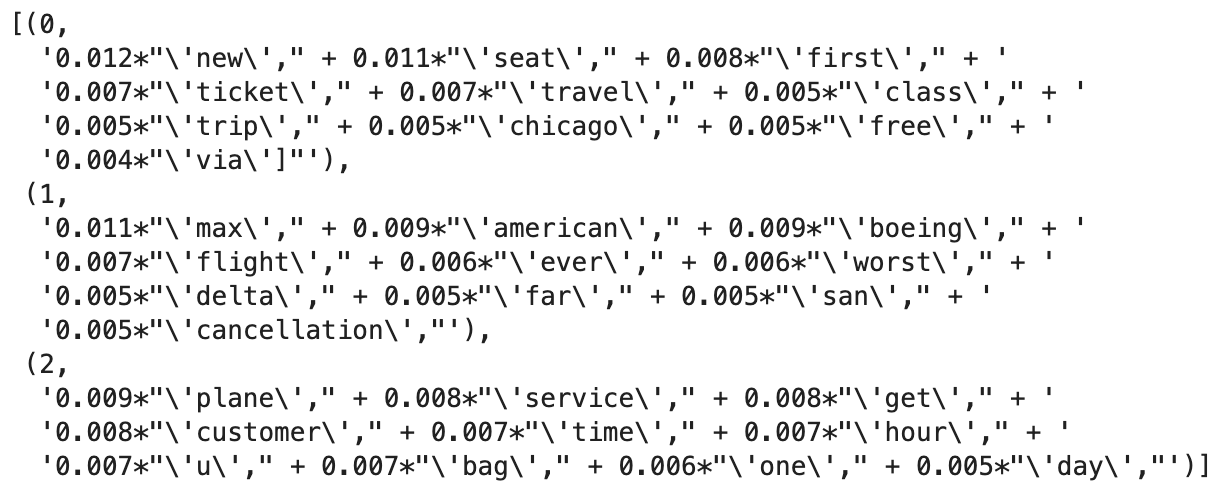 [(0,
'0.012*"\'new\'," + 0.011*"\'seat\'," + 0.008*"\'first\'," + '
'0.007*"\'ticket\'," + 0.007*"\'travel\'," + 0.005*"\'class\'," + '
'0.005*"\'trip\'," + 0.005*"\'chicago\'," + 0.005*"\'free\'," + '
'0.004*"\'via\']"'),
(1,
'0.011*"\'max\'," + 0.009*"\'american\'," + 0.009*"\'boeing\'," + '
'0.007*"\'flight\'," + 0.006*"\'ever\'," + 0.006*"\'worst\'," + '
'0.005*"\'delta\'," + 0.005*"\'far\'," + 0.005*"\'san\'," + '
'0.005*"\'cancellation\',"'),
(2,
'0.009*"\'plane\'," + 0.008*"\'service\'," + 0.008*"\'get\'," + '
'0.008*"\'customer\'," + 0.007*"\'time\'," + 0.007*"\'hour\'," + '
'0.007*"\'u\'," + 0.007*"\'bag\'," + 0.006*"\'one\'," + 0.005*"\'day\',"')]